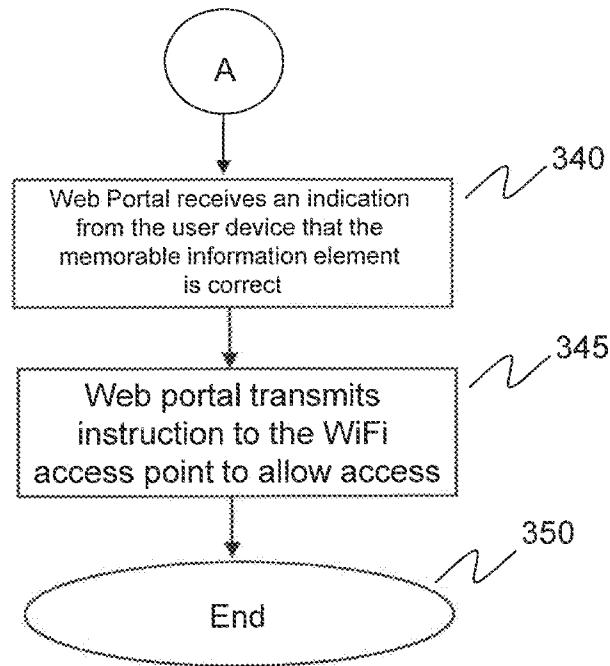 A
340
Web Portal receives an indication
from the user device that the
memorable information element
is correct
345
Web portal transmits
instruction to the WiFi
access point to allow access
350
End